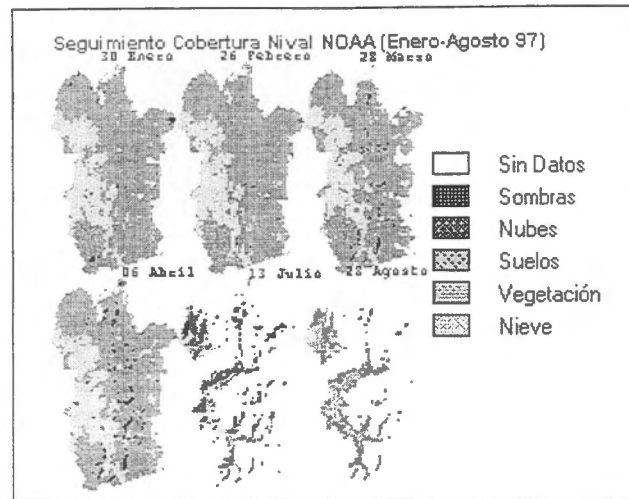 Seguimiento Cobertura Nival NOAA (Enero-Agosto 97)
30 Enero 26 Febrero 28 Marzo
Sin Datos
Sombras
Nubes
Suelos
Vegetación
Nieve
06 Abril 13 Julio 22 Agosto